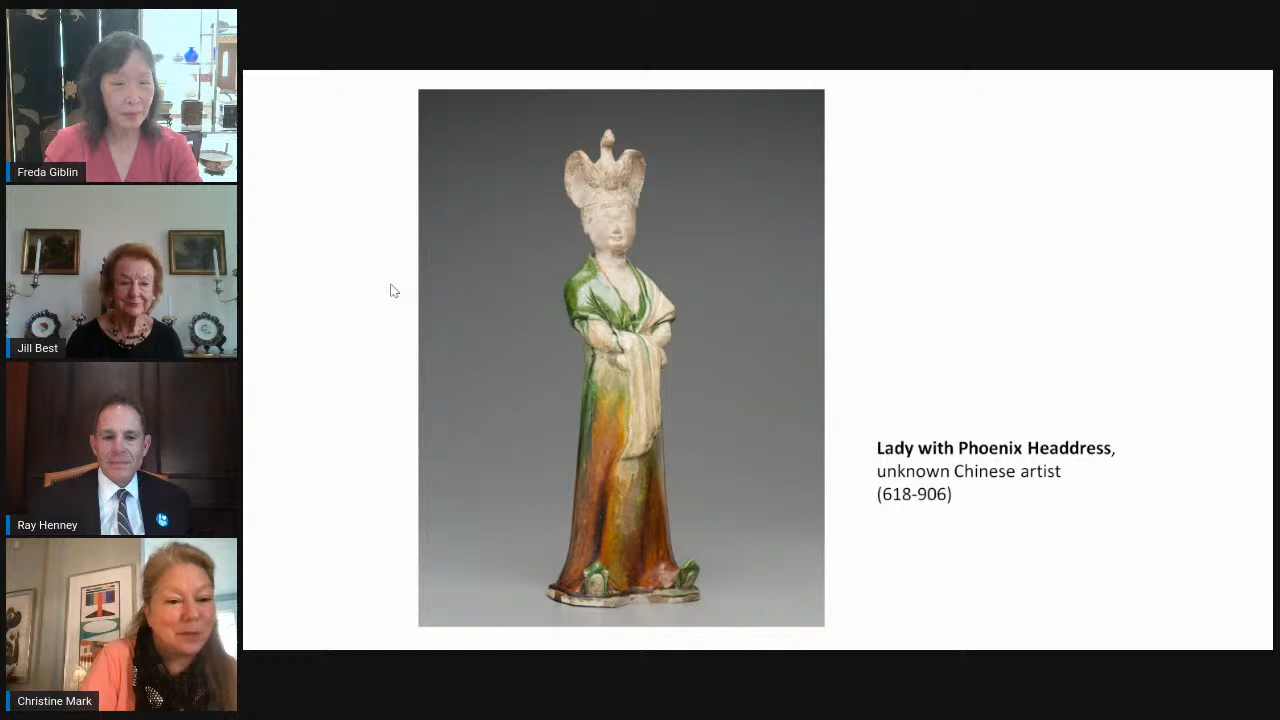 Freda Giblin
Jill Best
Ray Henney
Christine Mark
Lady with Phoenix Headdress,
unknown Chinese artist
(618-906)